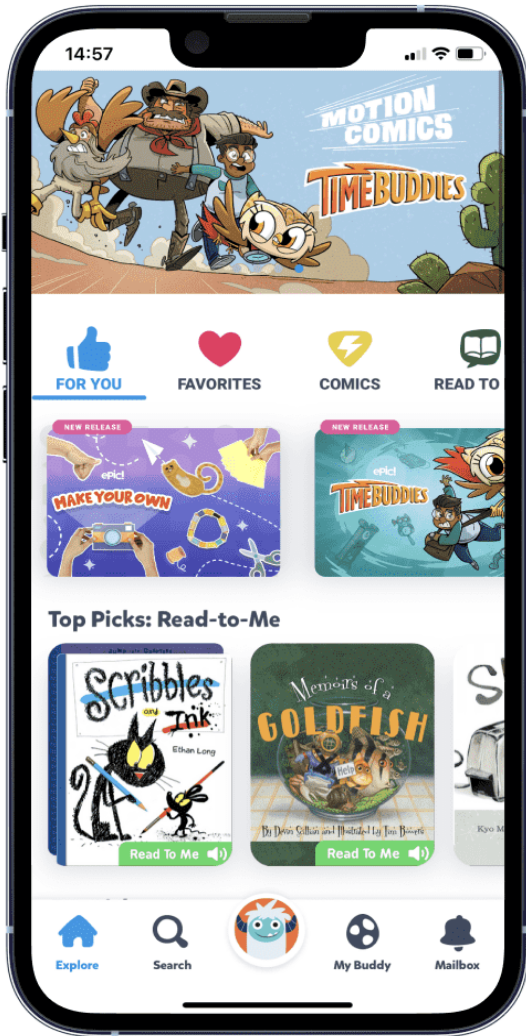 14:57
MOTION
COMICS
TIMEBUDDIES
FOR YOU
FAVORITES
COMICS
READ TO
NEW RELEASE
epic!
MAKE YOUR OWN
NEW RELEASE
epic!
TIMEBUDDIES
Top Picks: Read-to-Me
Scribbles
and Ink
Ethan Long
Read To Me
Memoirs of a
GOLDFISH
Help
By Devin Scillian and Illustrated by Tim Bowers
Read To Me
S
Kyo M
Explore
Search
My Buddy
Mailbox